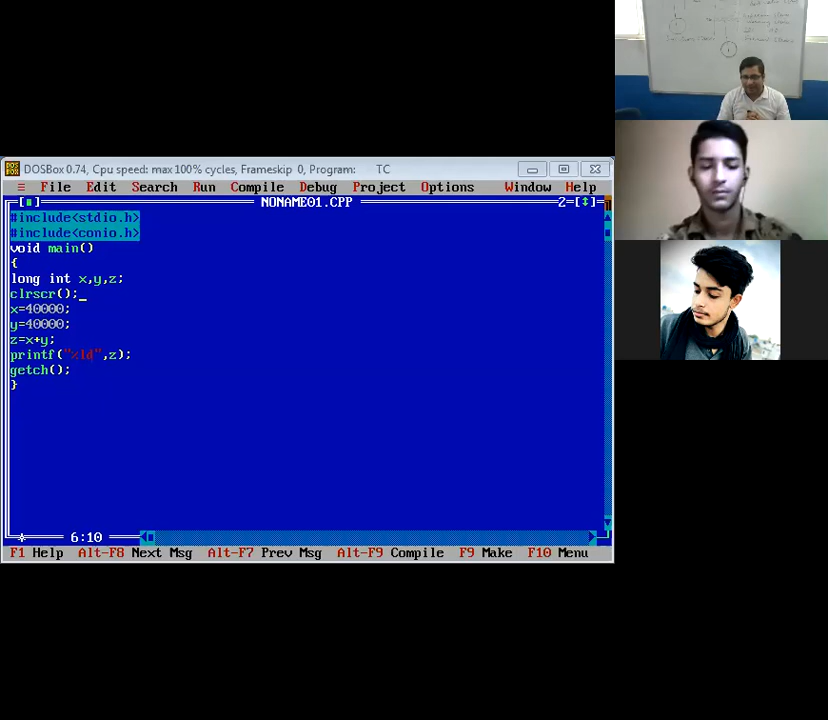 DOSBox 0.74, Cpu speed: max 100% cycles, Frameskip 0, Program: TC
≡ File Edit Search Run Compile Debug Project Options Window Help
[■] NONAME01.CPP 2=[↕]
#include<stdio.h>
#include<conio.h>
void main()
{
long int x,y,z;
clrscr();_
x=40000;
y=40000;
z=x+y;
printf("%ld",z);
getch();
}
* 6:10
F1 Help Alt-F8 Next Msg Alt-F7 Prev Msg Alt-F9 Compile F9 Make F10 Menu